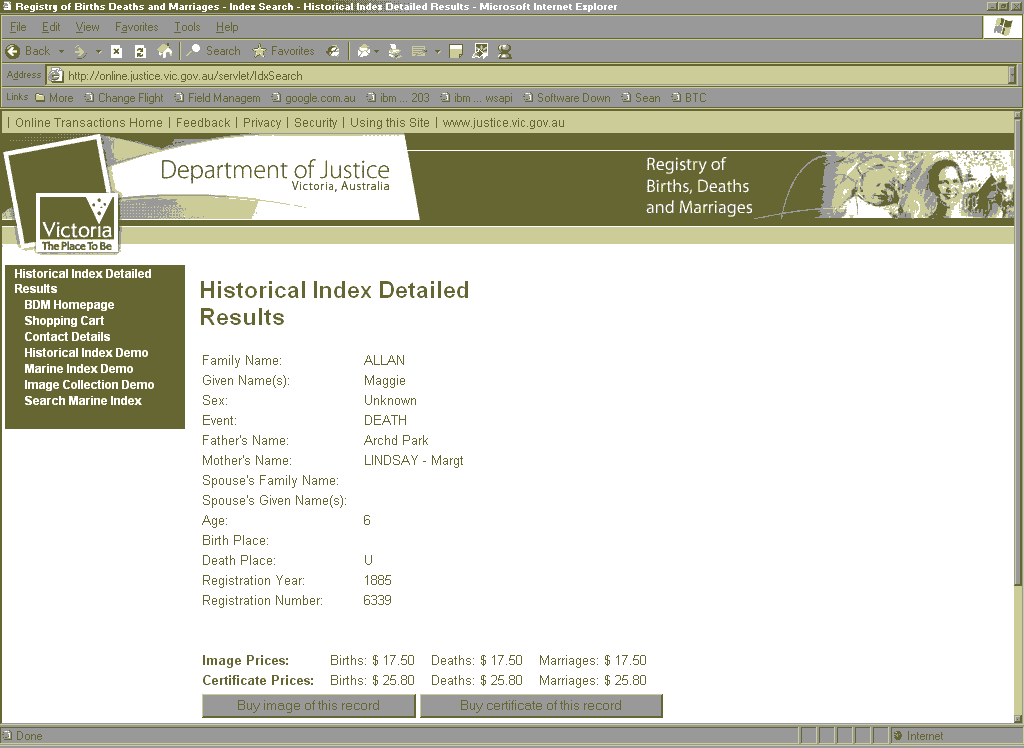 Registry of Births Deaths and Marriages - Index Search - Historical Index Detailed Results - Microsoft Internet Explorer
File Edit View Favorites Tools Help
Back Search Favorites
Address http://online.justice.vic.gov.au/servlet/IdxSearch
Links More Change Flight Field Managem google.com.au ibm ... 203 ibm ... wsapi Software Down Sean BTC
| Online Transactions Home | Feedback | Privacy | Security | Using this Site | www.justice.vic.gov.au
Department of Justice
Victoria, Australia
Registry of
Births, Deaths
and Marriages
Victoria
The Place To Be
Historical Index Detailed
Results
BDM Homepage
Shopping Cart
Contact Details
Historical Index Demo
Marine Index Demo
Image Collection Demo
Search Marine Index
Historical Index Detailed
Results
Family Name: ALLAN
Given Name(s): Maggie
Sex: Unknown
Event: DEATH
Father's Name: Archd Park
Mother's Name: LINDSAY - Margt
Spouse's Family Name:
Spouse's Given Name(s):
Age: 6
Birth Place:
Death Place: U
Registration Year: 1885
Registration Number: 6339
Image Prices: Births: $ 17.50 Deaths: $ 17.50 Marriages: $ 17.50
Certificate Prices: Births: $ 25.80 Deaths: $ 25.80 Marriages: $ 25.80
Buy image of this record Buy certificate of this record
Done Internet